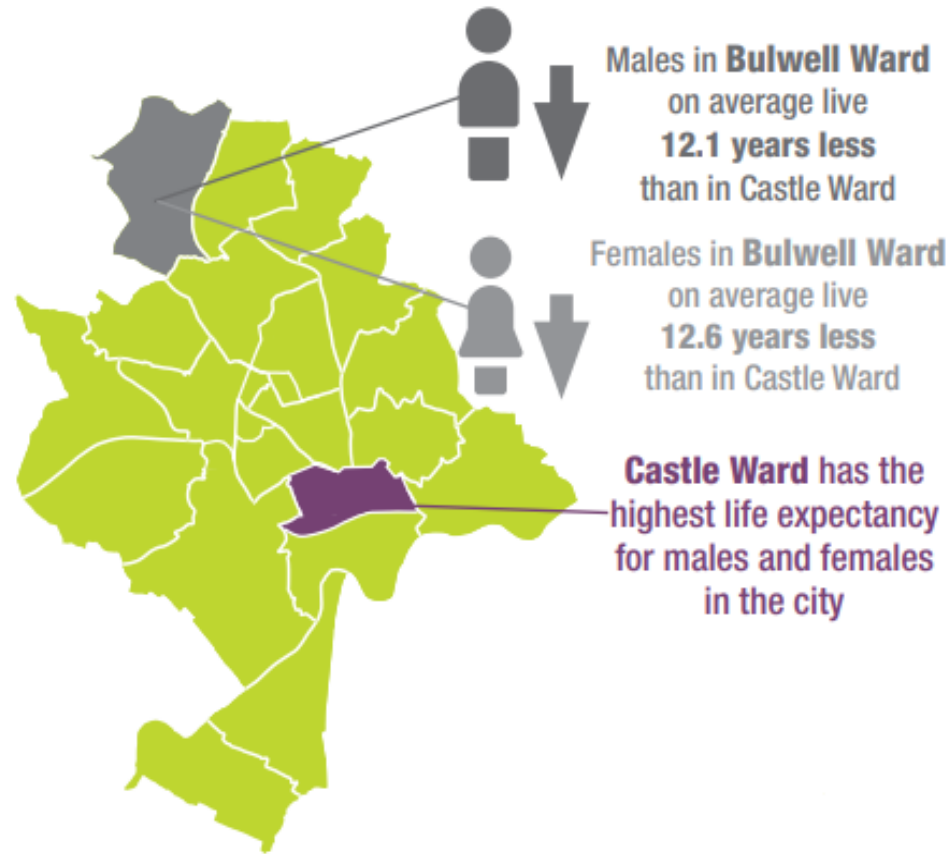 Males in Bulwell Ward
on average live
12.1 years less
than in Castle Ward
Females in Bulwell Ward
on average live
12.6 years less
than in Castle Ward
Castle Ward has the
highest life expectancy
for males and females
in the city